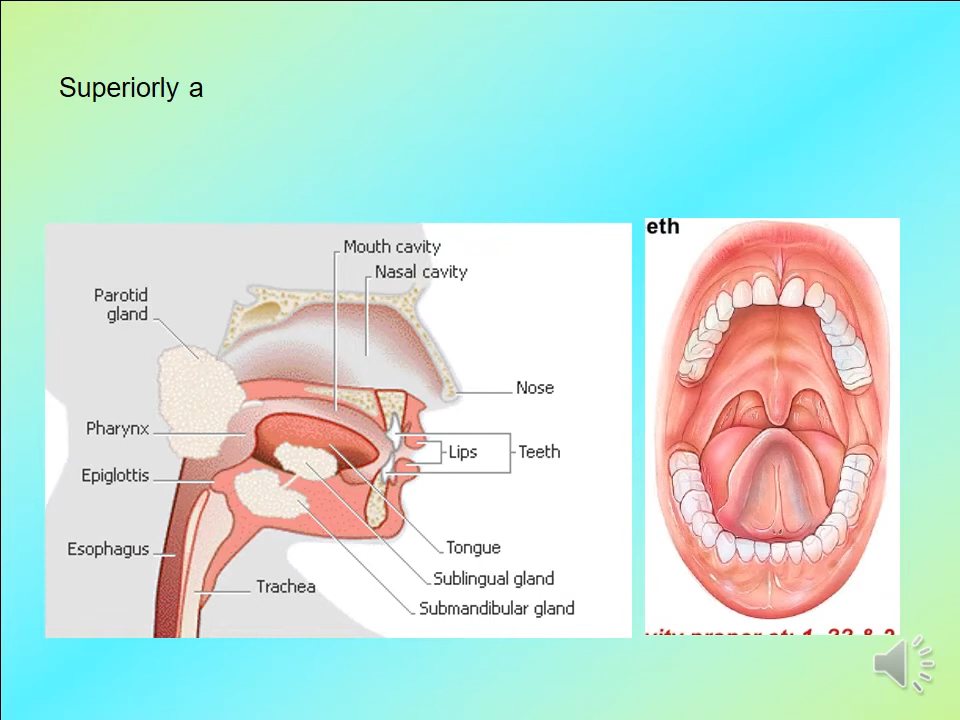 Superiorly a
Mouth cavity
Nasal cavity
Parotid
gland
Nose
Pharynx
Lips
Teeth
Epiglottis
Esophagus
Tongue
Sublingual gland
Trachea
Submandibular gland
eth